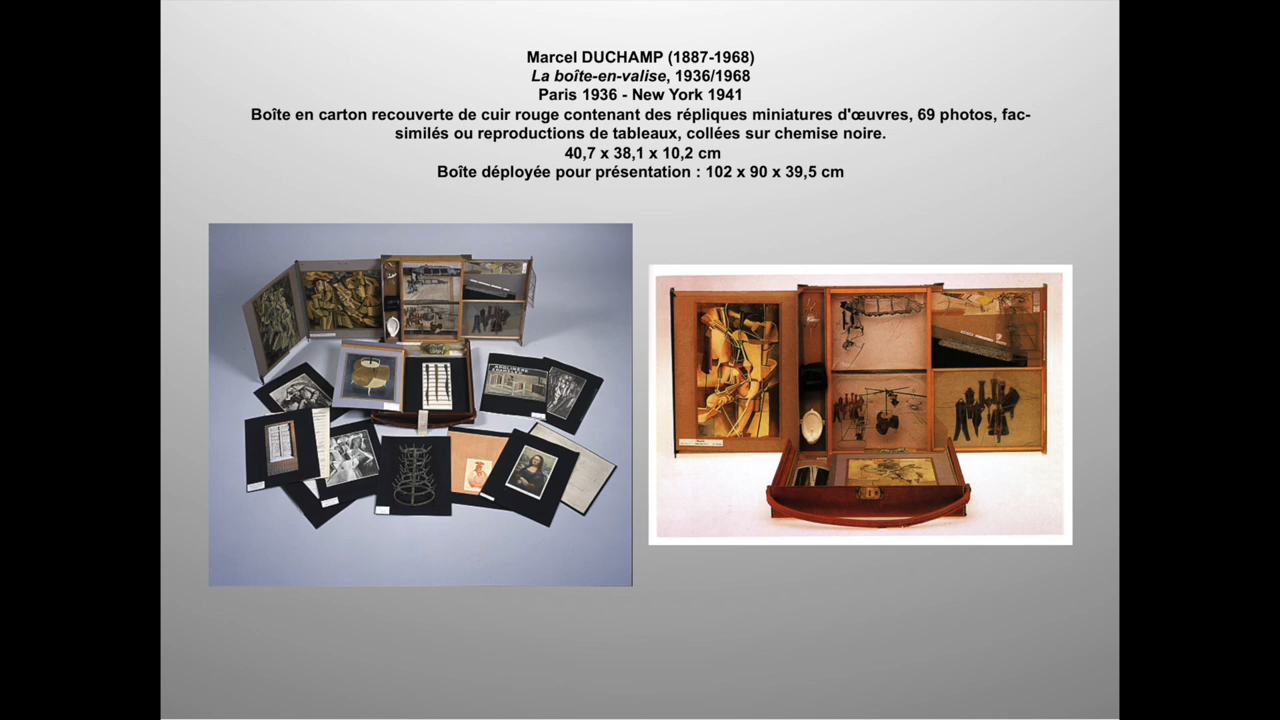 Marcel DUCHAMP (1887-1968)
La boîte-en-valise, 1936/1968
Paris 1936 - New York 1941
Boîte en carton recouverte de cuir rouge contenant des répliques miniatures d'œuvres, 69 photos, fac-
similés ou reproductions de tableaux, collées sur chemise noire.
40,7 x 38,1 x 10,2 cm
Boîte déployée pour présentation : 102 x 90 x 39,5 cm